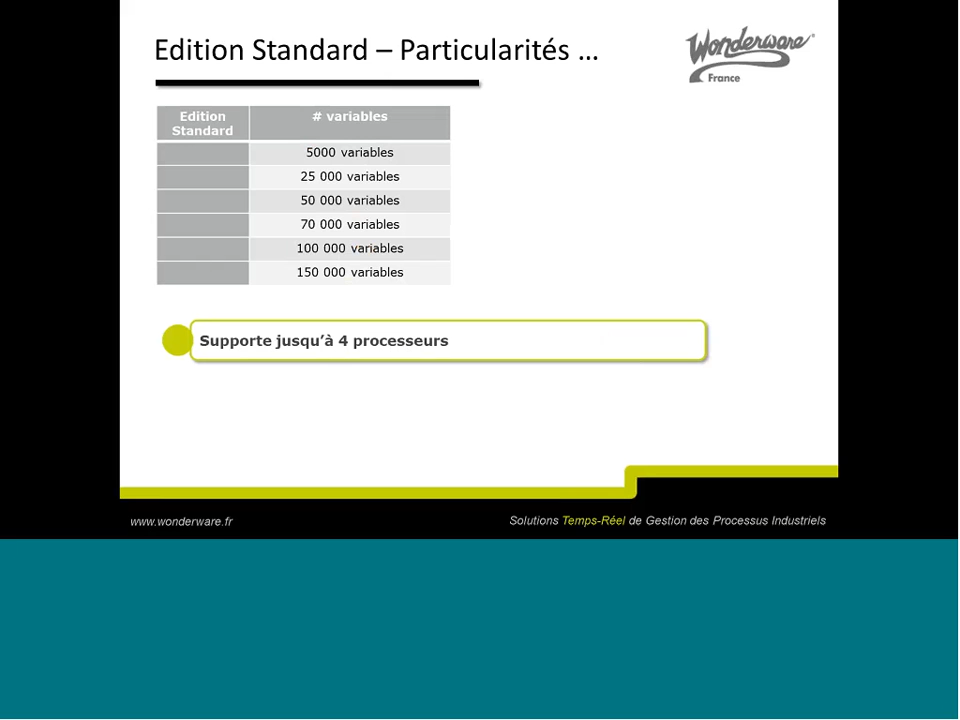 Edition Standard – Particularités ...
Wonderware®
France
Edition
Standard
# variables
5000 variables
25 000 variables
50 000 variables
70 000 variables
100 000 variables
150 000 variables
Supporte jusqu’à 4 processeurs
www.wonderware.fr
Solutions Temps-Réel de Gestion des Processus Industriels